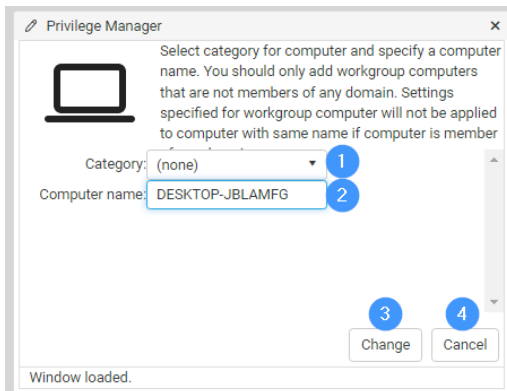 Privilege Manager
Select category for computer and specify a computer
name. You should only add workgroup computers
that are not members of any domain. Settings
specified for workgroup computer will not be applied
to computer with same name if computer is member
Category: (none) 1
Computer name: DESKTOP-JBLAMFG 2
3 4
Change Cancel
Window loaded.